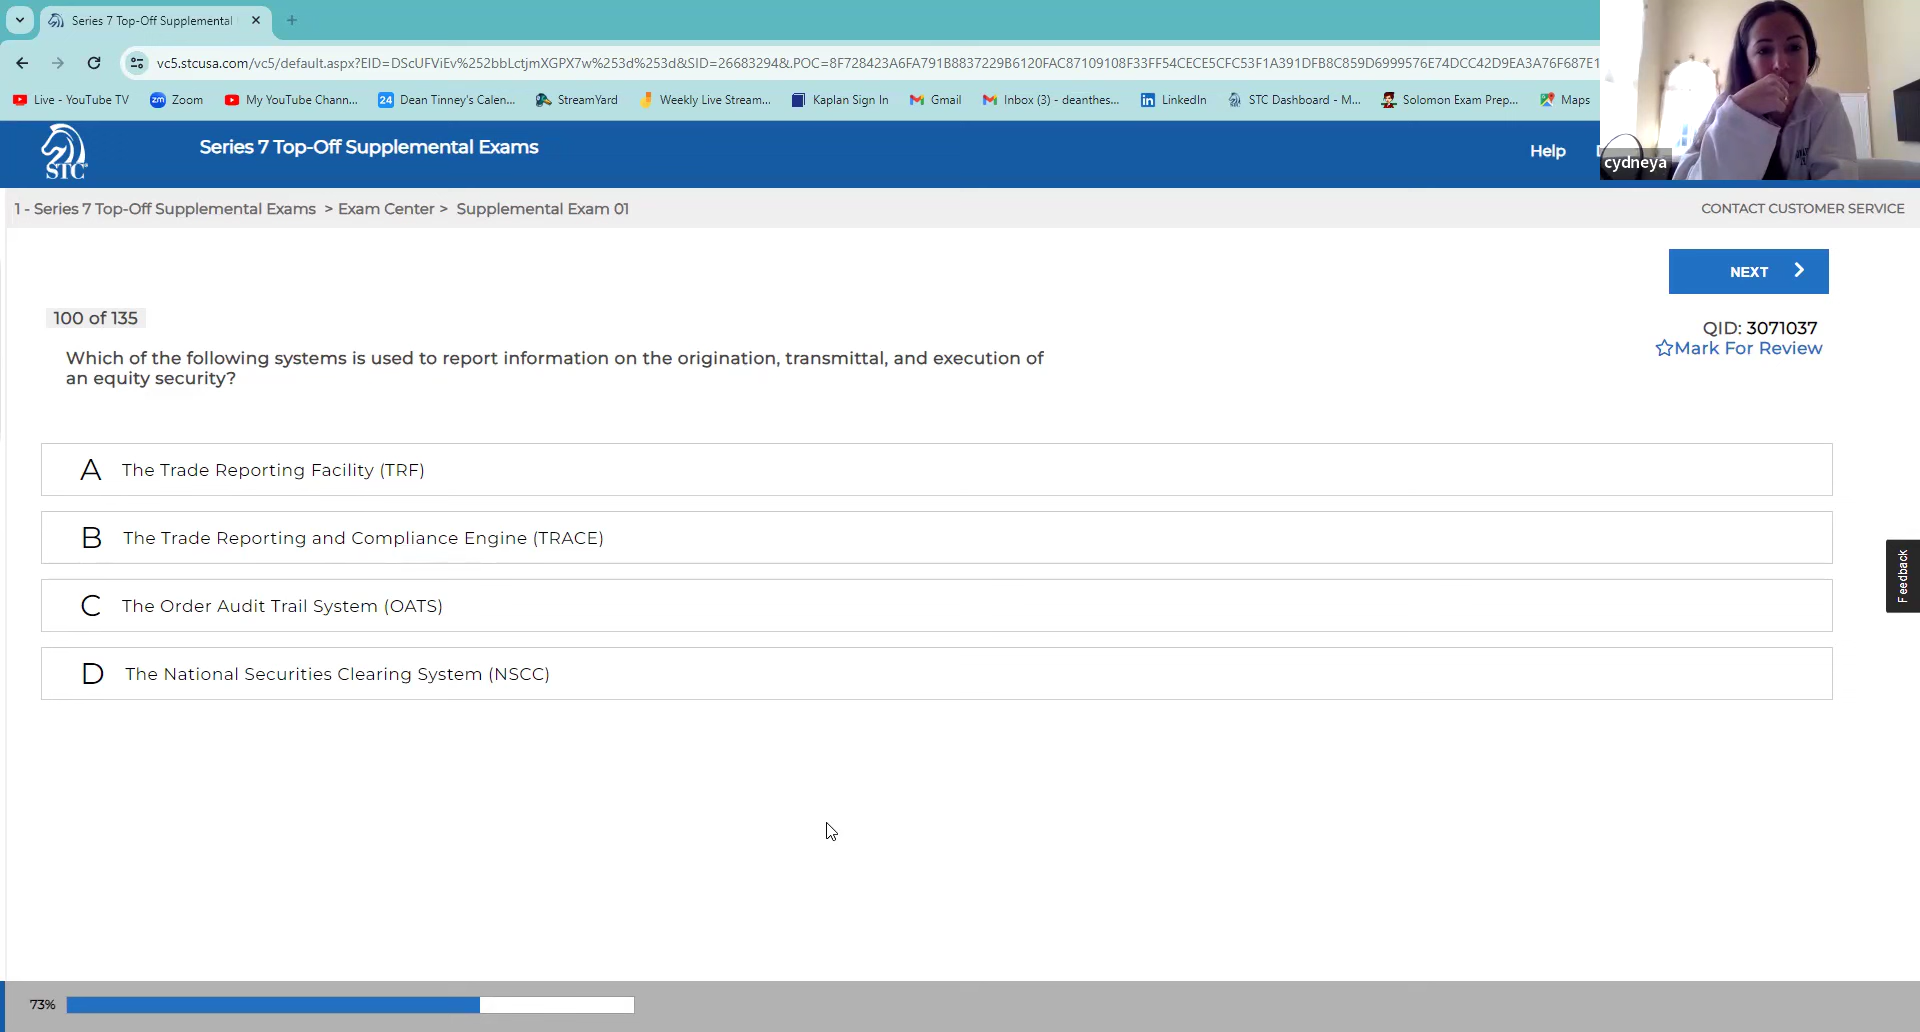 Series 7 Top-Off Supplemental
vc5.stcusa.com/vc5/default.aspx?EID=DScUFViEv%252bbLctjmXGPX7w%253d%253d&SID=26683294&.POC=8F728423A6FA791B8837229B6120FAC87109108F33FF54CECE5CFC53F1A391DFB8C859D6999576E74DCC42D9EA3A76F687E1
Live - YouTube TV
Zoom
My YouTube Chann...
24 Dean Tinney's Calen...
StreamYard
Weekly Live Stream...
Kaplan Sign In
Gmail
Inbox (3) - deanthes...
LinkedIn
STC Dashboard - M...
Solomon Exam Prep...
Maps
STC
Series 7 Top-Off Supplemental Exams
Help
cydneya
1 - Series 7 Top-Off Supplemental Exams > Exam Center > Supplemental Exam 01
CONTACT CUSTOMER SERVICE
NEXT
100 of 135
QID: 3071037
Mark For Review
Which of the following systems is used to report information on the origination, transmittal, and execution of
an equity security?
A The Trade Reporting Facility (TRF)
B The Trade Reporting and Compliance Engine (TRACE)
C The Order Audit Trail System (OATS)
D The National Securities Clearing System (NSCC)
Feedback
73%